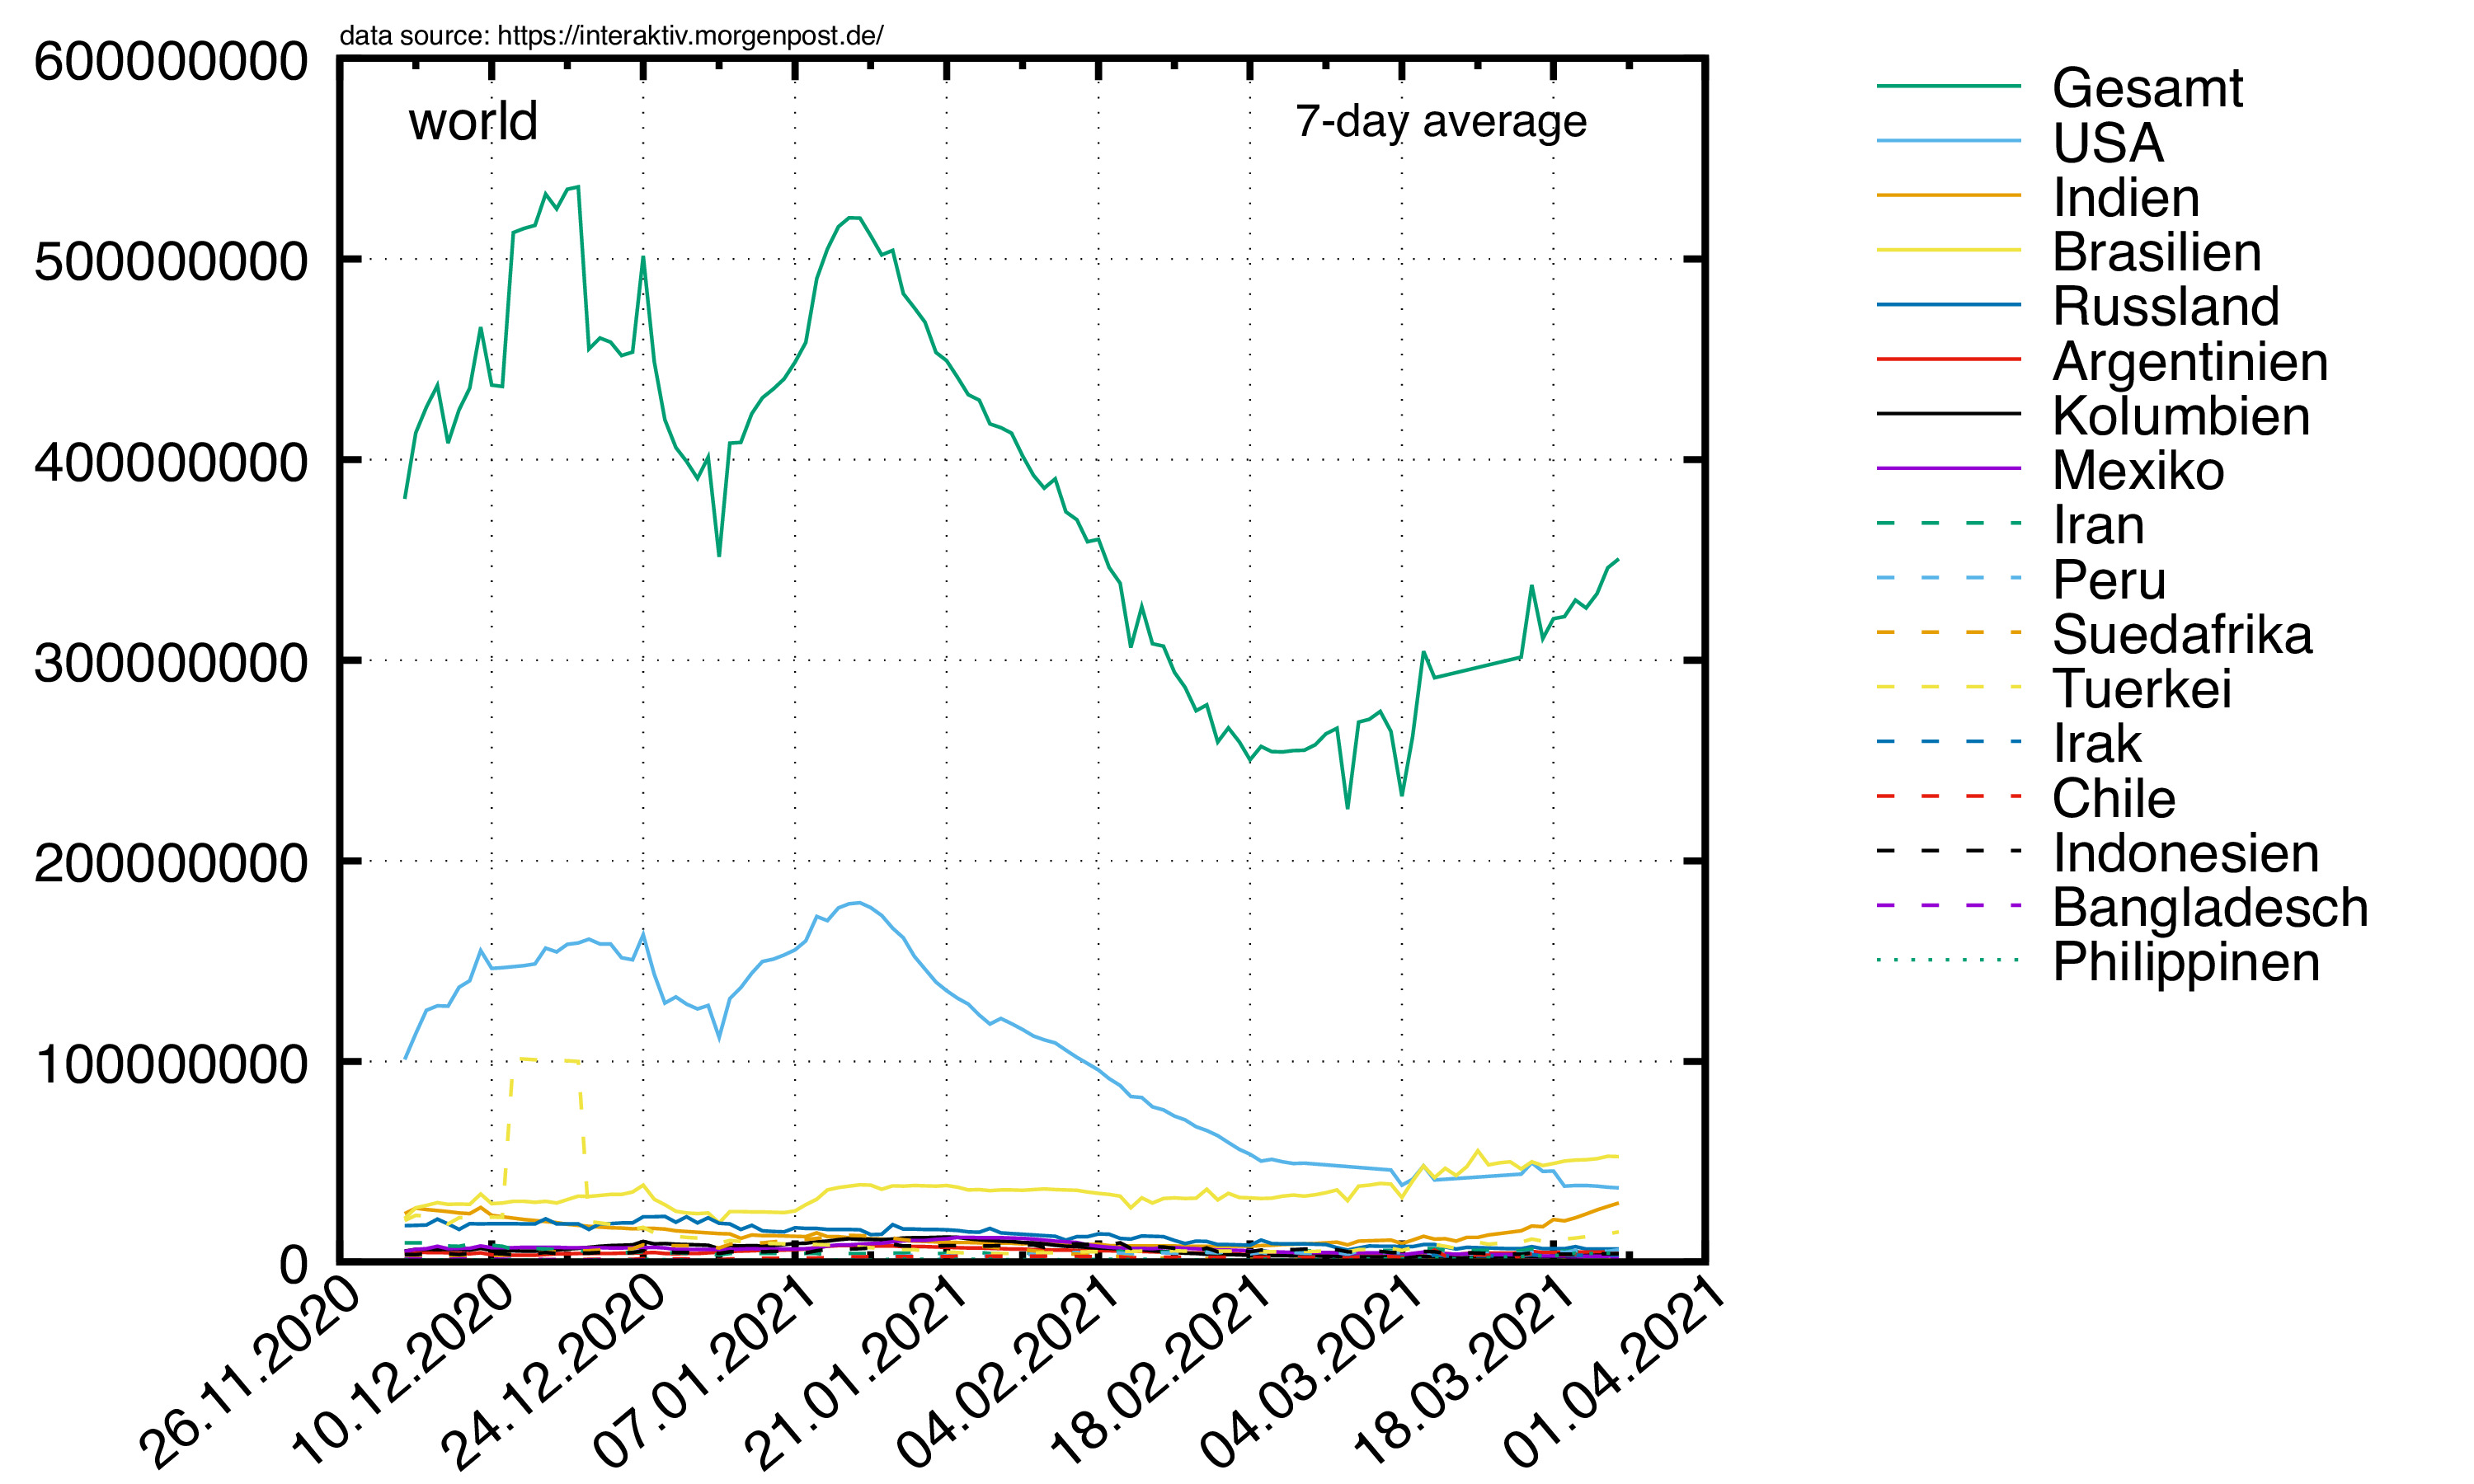 data source: https://interaktiv.morgenpost.de/
world
7-day average
600000000
500000000
400000000
300000000
200000000
100000000
0
26.11.2020
10.12.2020
24.12.2020
07.01.2021
21.01.2021
04.02.2021
18.02.2021
04.03.2021
18.03.2021
01.04.2021
Gesamt
USA
Indien
Brasilien
Russland
Argentinien
Kolumbien
Mexiko
Iran
Peru
Suedafrika
Tuerkei
Irak
Chile
Indonesien
Bangladesch
Philippinen